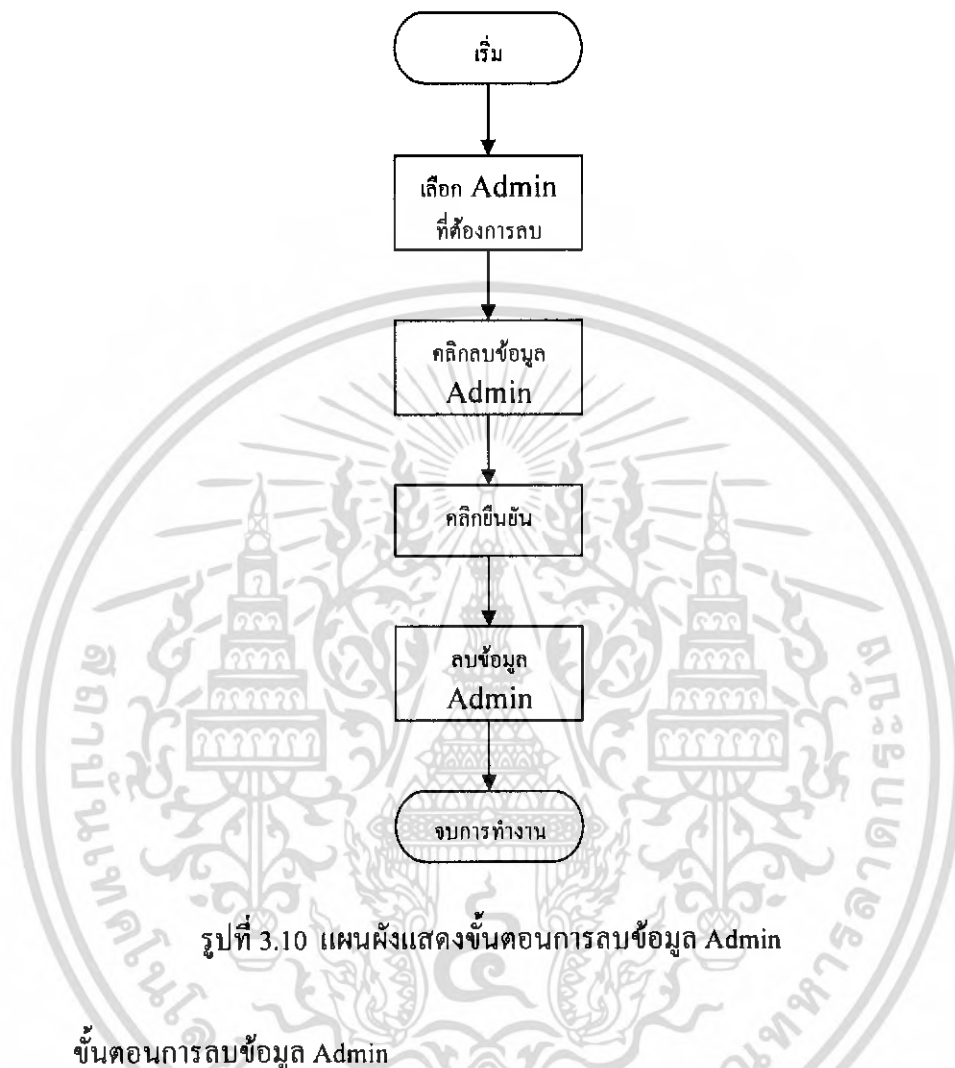 เริ่ม
เลือก Admin
ที่ต้องการลบ
คลิกลบข้อมูล
Admin
คลิกยืนยัน
ลบข้อมูล
Admin
จบการทำงาน
รูปที่ 3.10 แผนผังแสดงขั้นตอนการลบข้อมูล Admin
ขั้นตอนการลบข้อมูล Admin